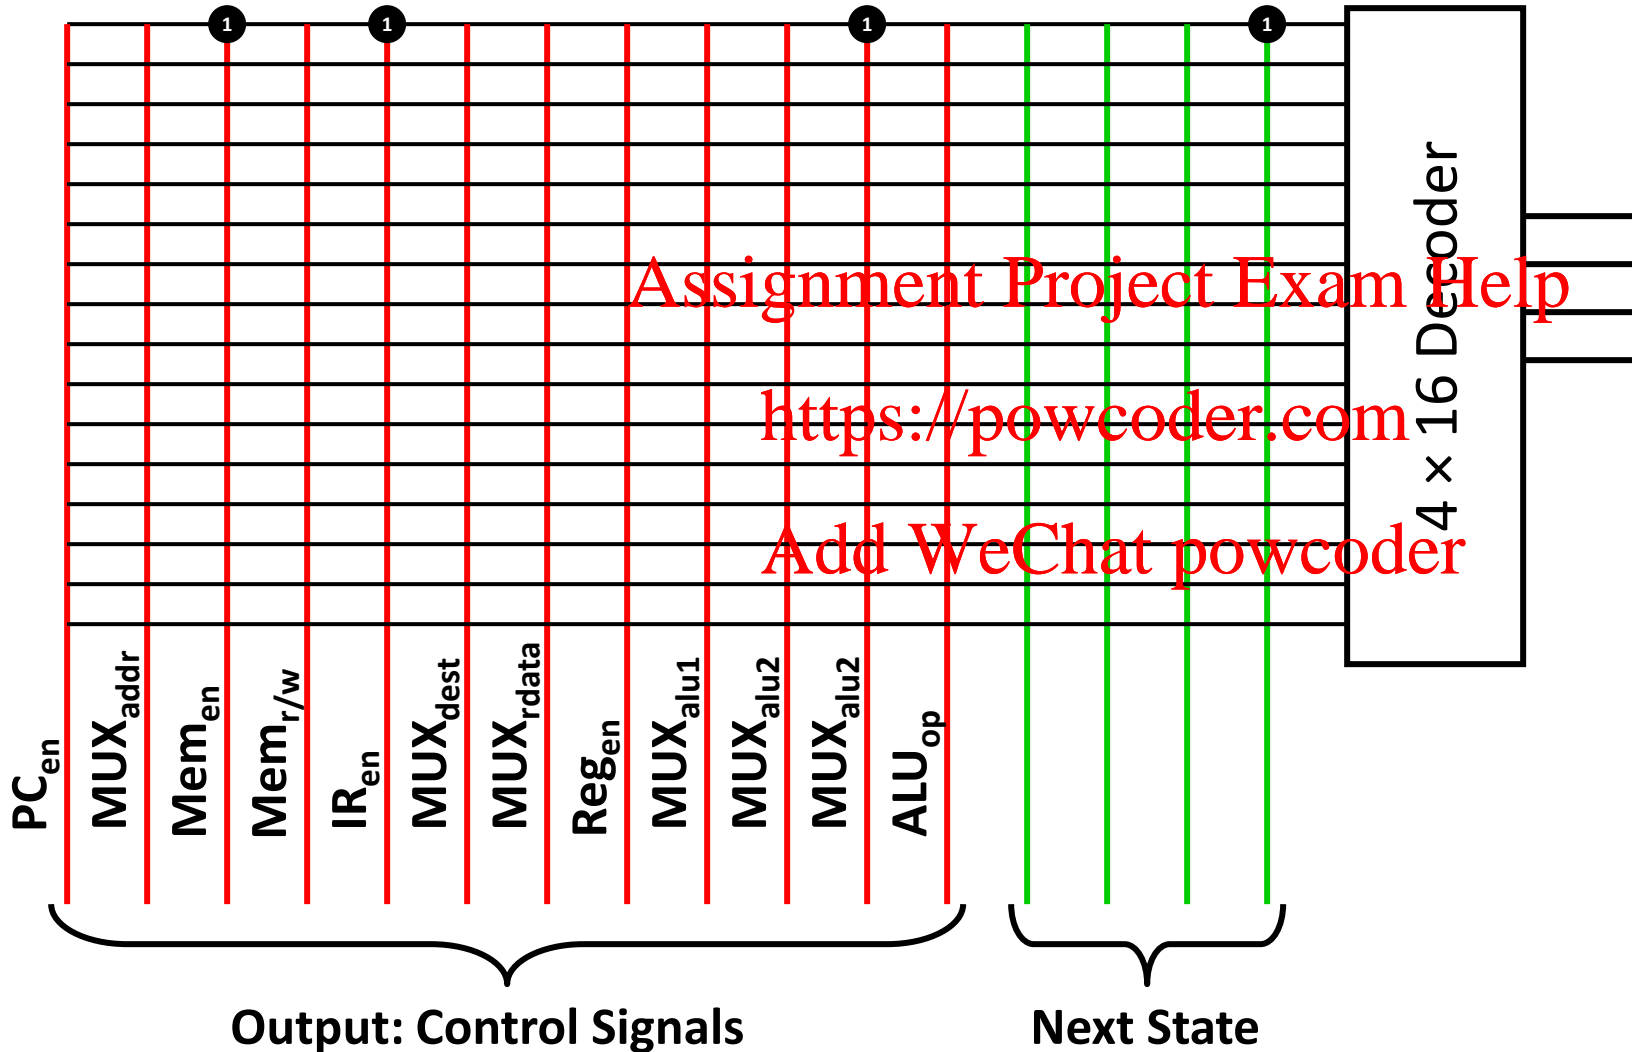 1 1 1 1
4 × 16 Decoder
Assignment Project Exam Help
https://powcoder.com
Add WeChat powcoder
PCen
MUXaddr
Memen
Memr/w
IRen
MUXdest
MUXrdata
Regen
MUXalu1
MUXalu2
MUXalu2
ALUop
Output: Control Signals
Next State